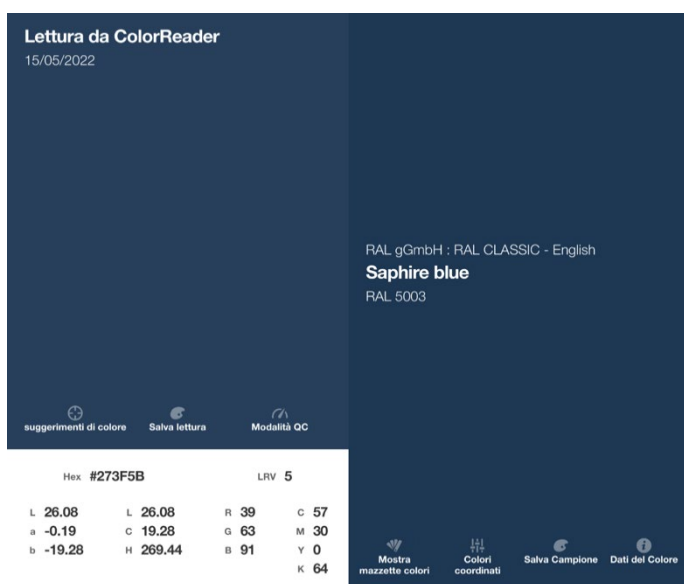 Lettura da ColorReader
15/05/2022
suggerimenti di colore
Salva lettura
Modalità QC
Hex #273F5B
LRV 5
L 26.08 L 26.08 R 39 C 57
a -0.19 C 19.28 G 63 M 30
b -19.28 H 269.44 B 91 Y 0
K 64
RAL gGmbH : RAL CLASSIC - English
Saphire blue
RAL 5003
Mostra
mazzette colori
Colori
coordinati
Salva Campione
Dati del Colore